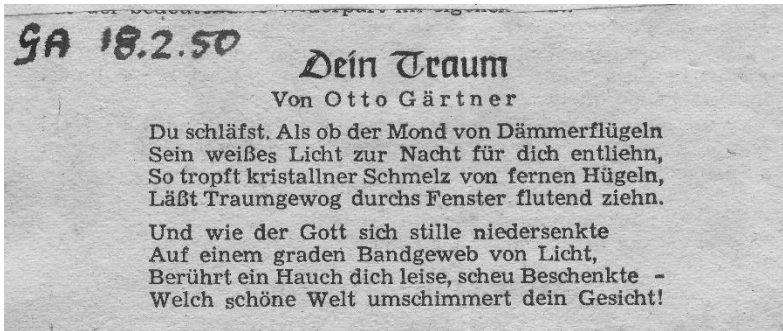 GA 18.2.50
Dein Traum
Von Otto Gärtner
Du schläfst. Als ob der Mond von Dämmerflügeln
Sein weißes Licht zur Nacht für dich entliehn,
So tropft kristallner Schmelz von fernen Hügeln,
Läßt Traumgewog durchs Fenster flutend ziehn.
Und wie der Gott sich stille niedersenkte
Auf einem graden Bandgeweb von Licht,
Berührt ein Hauch dich leise, scheu Beschenkte –
Welch schöne Welt umschimmert dein Gesicht!